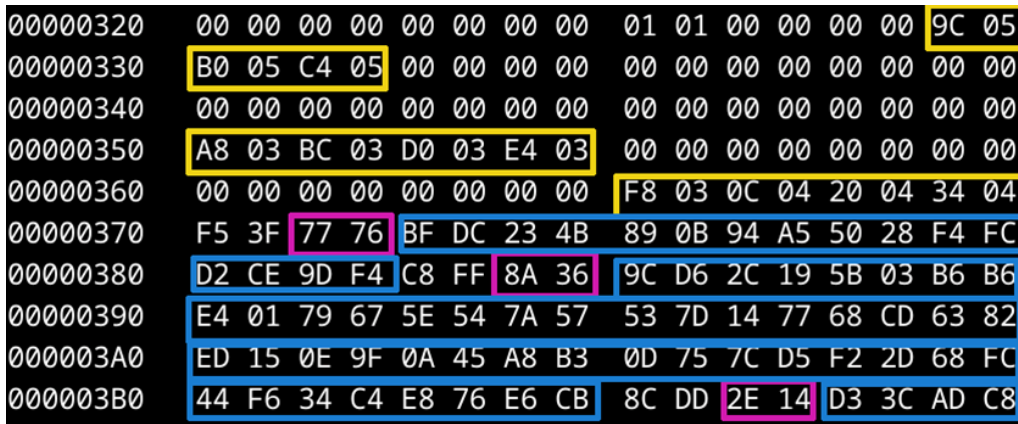 00000320 00 00 00 00 00 00 00 00 01 01 00 00 00 00 9C 05
00000330 B0 05 C4 05 00 00 00 00 00 00 00 00 00 00 00 00
00000340 00 00 00 00 00 00 00 00 00 00 00 00 00 00 00 00
00000350 A8 03 BC 03 D0 03 E4 03 00 00 00 00 00 00 00 00
00000360 00 00 00 00 00 00 00 00 F8 03 0C 04 20 04 34 04
00000370 F5 3F 77 76 BF DC 23 4B 89 0B 94 A5 50 28 F4 FC
00000380 D2 CE 9D F4 C8 FF 8A 36 9C D6 2C 19 5B 03 B6 B6
00000390 E4 01 79 67 5E 54 7A 57 53 7D 14 77 68 CD 63 82
000003A0 ED 15 0E 9F 0A 45 A8 B3 0D 75 7C D5 F2 2D 68 FC
000003B0 44 F6 34 C4 E8 76 E6 CB 8C DD 2E 14 D3 3C AD C8